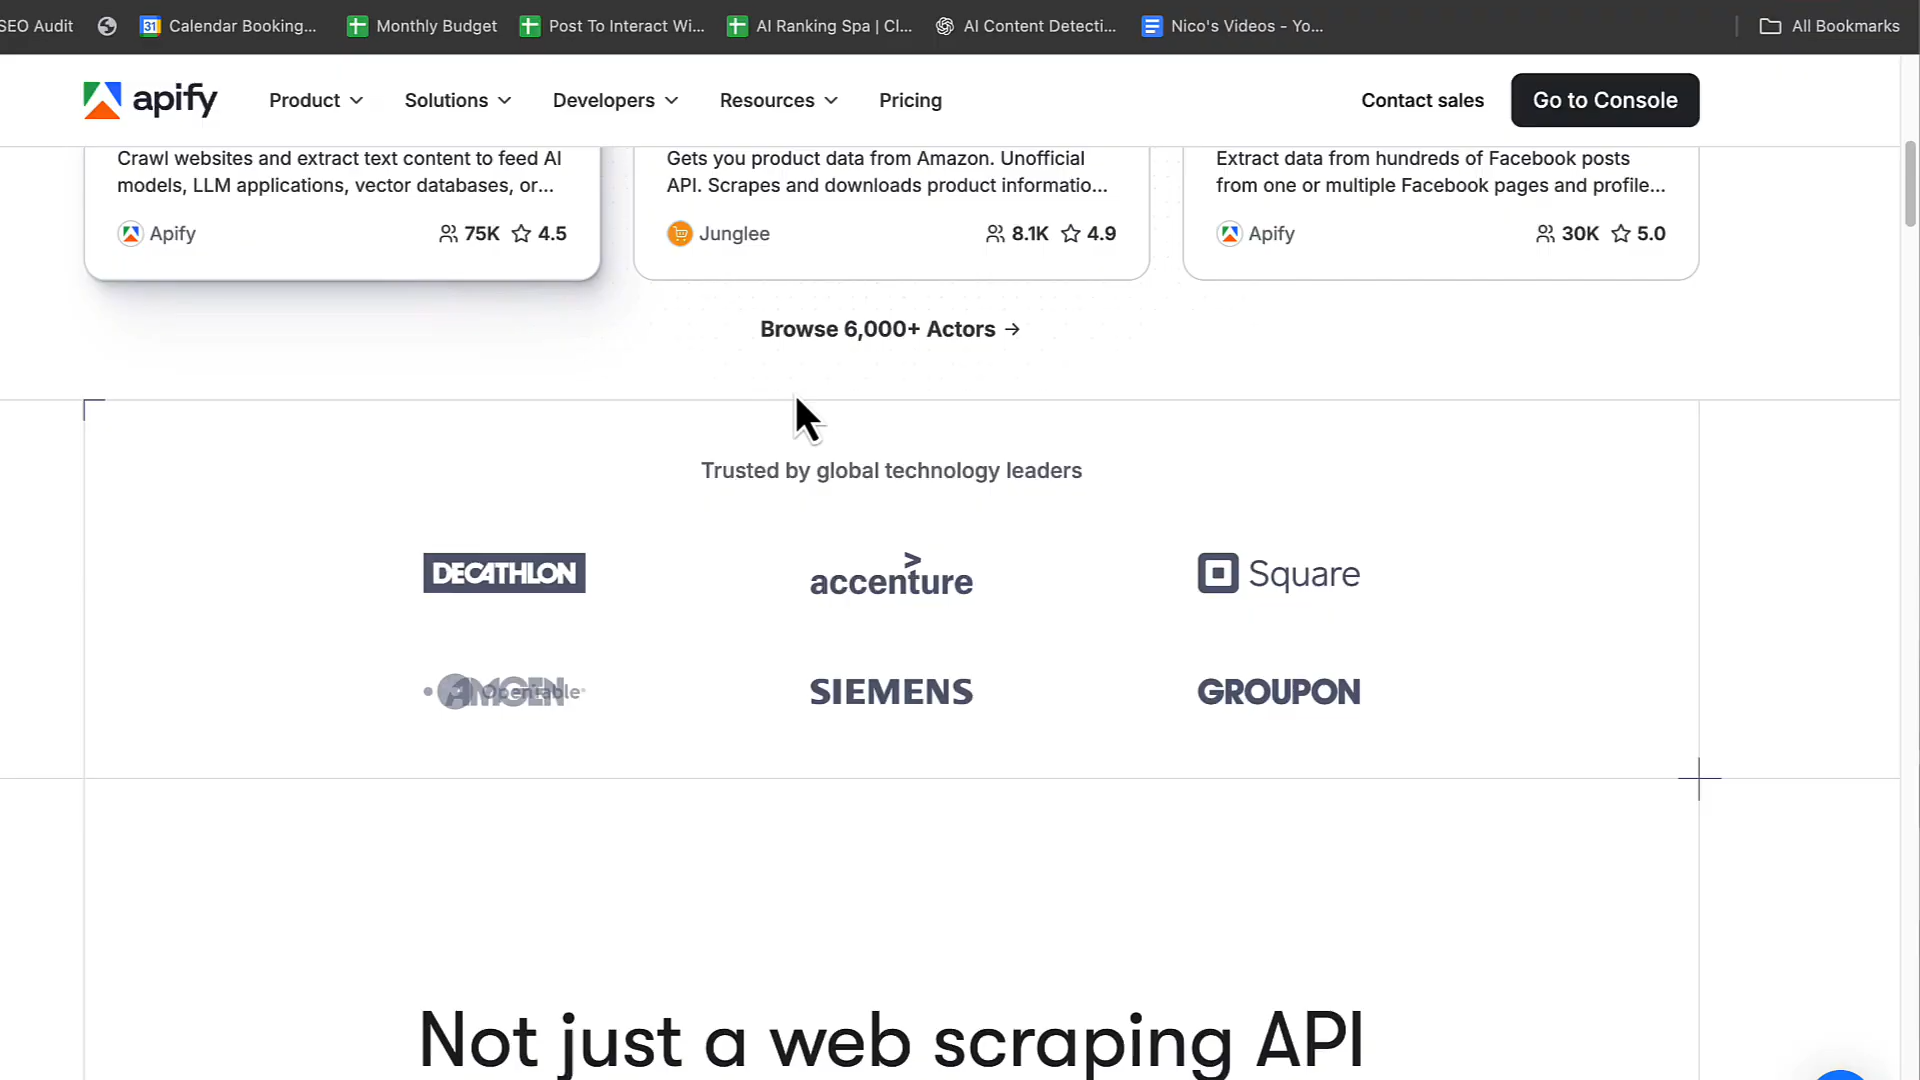 SEO Audit
31 Calendar Booking...
Monthly Budget
Post To Interact Wi...
AI Ranking Spa | Cl...
AI Content Detecti...
Nico's Videos - Yo...
All Bookmarks
apify
Product
Solutions
Developers
Resources
Pricing
Contact sales
Go to Console
Crawl websites and extract text content to feed AI
models, LLM applications, vector databases, or...
Apify
75K
4.5
Gets you product data from Amazon. Unofficial
API. Scrapes and downloads product informatio...
Junglee
8.1K
4.9
Extract data from hundreds of Facebook posts
from one or multiple Facebook pages and profile...
Apify
30K
5.0
Browse 6,000+ Actors →
Trusted by global technology leaders
DECATHLON
accenture
Square
AMGEN
OpenTable
SIEMENS
GROUPON
Not just a web scraping API